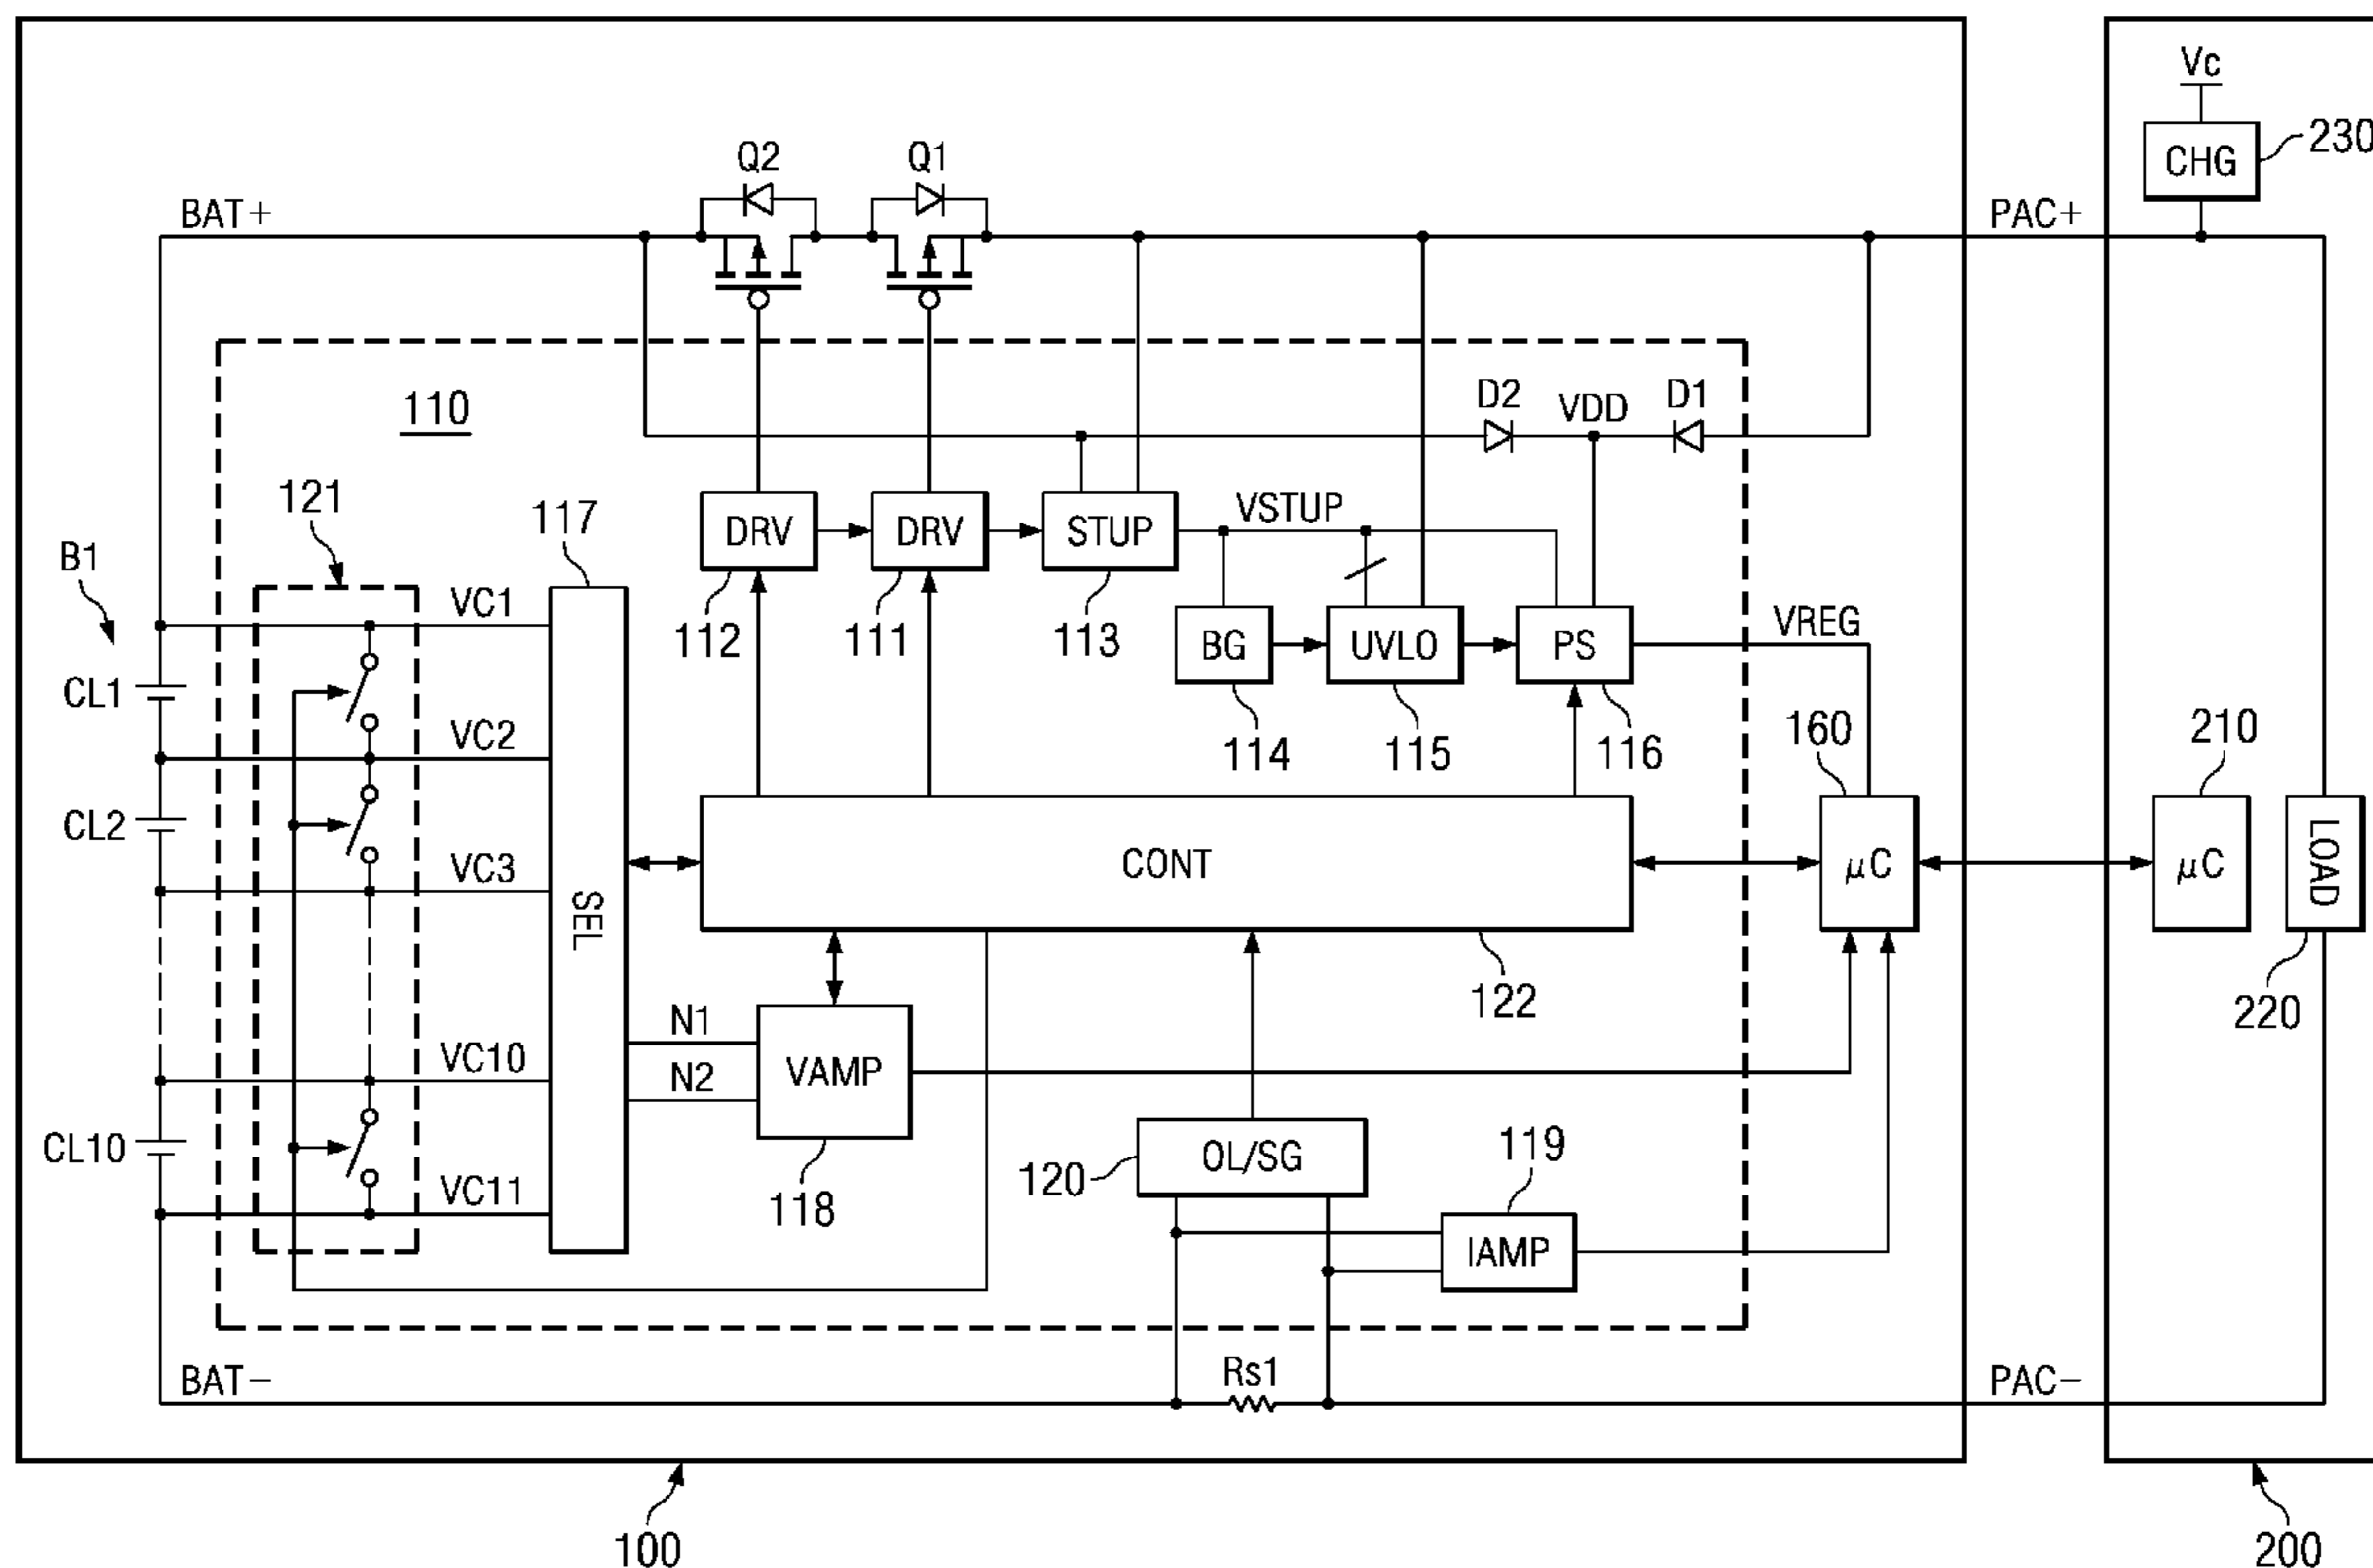 Vc
CHG
230
Q2
Q1
BAT+
PAC+
110
D2
VDD
D1
121
117
B1
DRV
DRV
STUP
VSTUP
112
111
113
BG
UVLO
PS
VREG
114
115
116
160
210
VC1
CL1
VC2
CL2
VC3
SEL
CONT
μC
μC
LOAD
122
220
N1
N2
VAMP
118
VC10
CL10
VC11
120
OL/SG
119
IAMP
BAT−
Rs1
PAC−
100
200